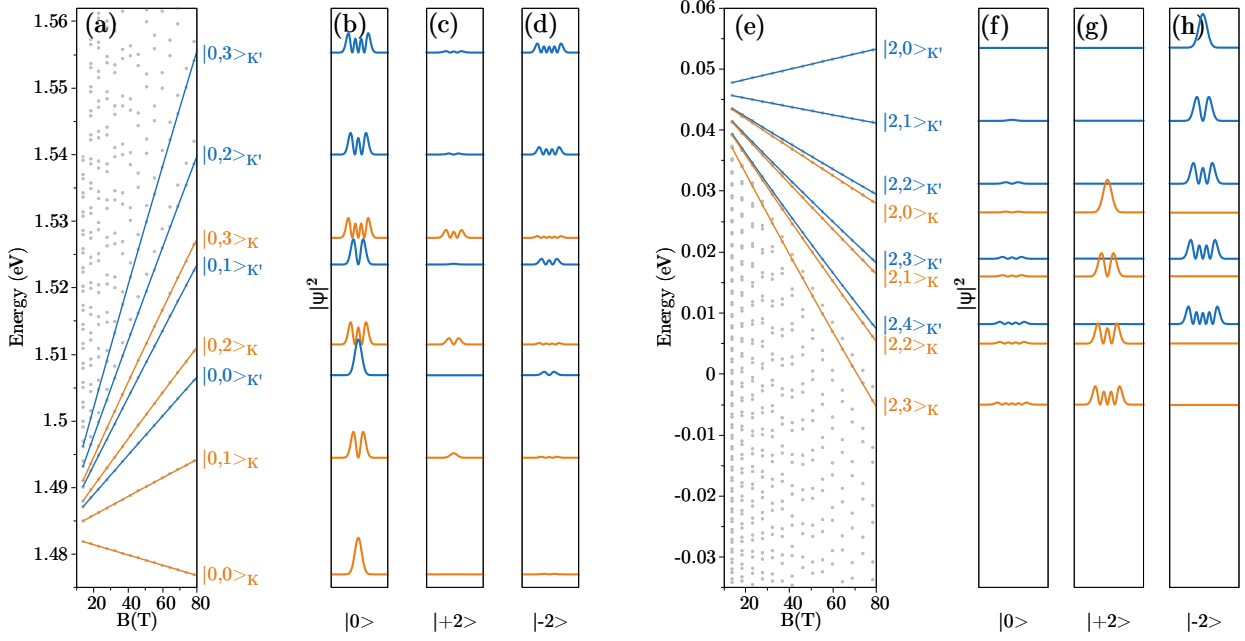 (a)
(b)
(c)
(d)
Energy (eV)
1.56
1.55
1.54
1.53
1.52
1.51
1.5
1.49
1.48
20 40 60 80
B(T)
|0,3>K'
|0,2>K'
|0,3>K
|0,1>K'
|0,2>K
|0,0>K'
|0,1>K
|0,0>K
|ψ|²
|0>
|+2>
|-2>
(e)
(f)
(g)
(h)
Energy (eV)
0.06
0.05
0.04
0.03
0.02
0.01
0
-0.01
-0.02
-0.03
20 40 60 80
B(T)
|2,0>K'
|2,1>K'
|2,2>K'
|2,0>K
|2,3>K'
|2,1>K
|2,4>K'
|2,2>K
|2,3>K
|ψ|²
|0>
|+2>
|-2>